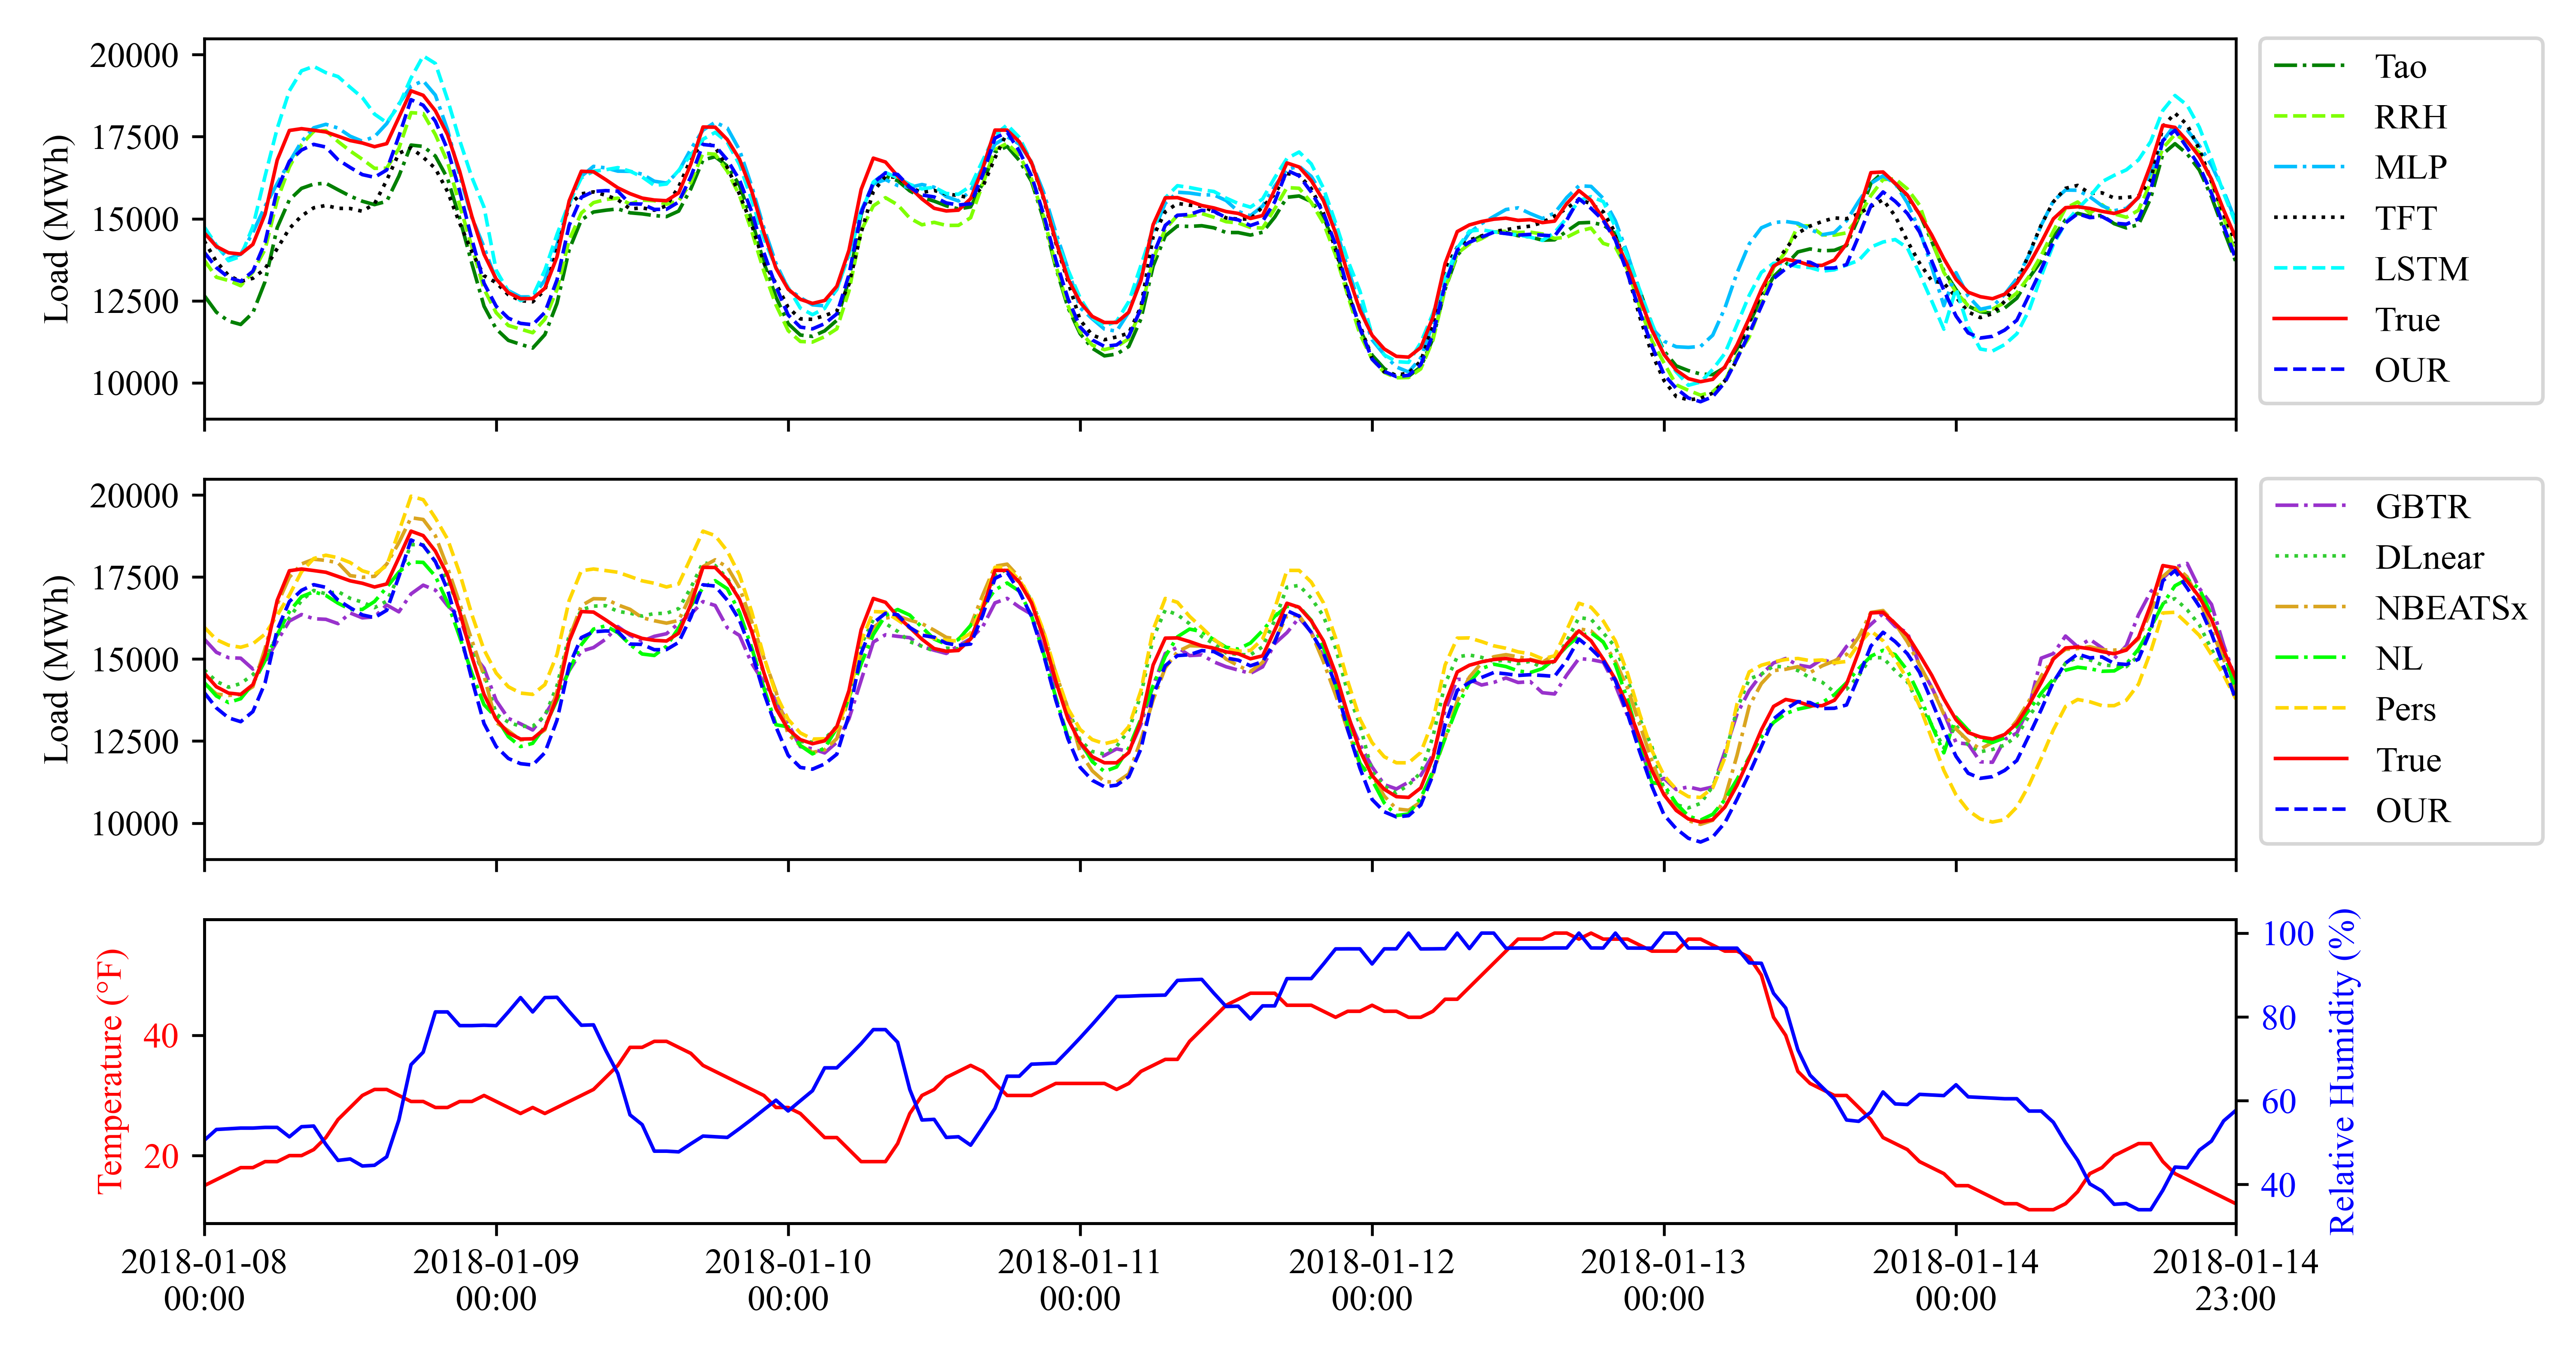 20000
17500
15000
12500
10000
Load (MWh)
Tao
RRH
MLP
TFT
LSTM
True
OUR
20000
17500
15000
12500
10000
Load (MWh)
GBTR
DLnear
NBEATSx
NL
Pers
True
OUR
Temperature (°F)
40
20
100
80
60
40
Relative Humidity (%)
2018-01-08
00:00
2018-01-09
00:00
2018-01-10
00:00
2018-01-11
00:00
2018-01-12
00:00
2018-01-13
00:00
2018-01-14
00:00
2018-01-14
23:00